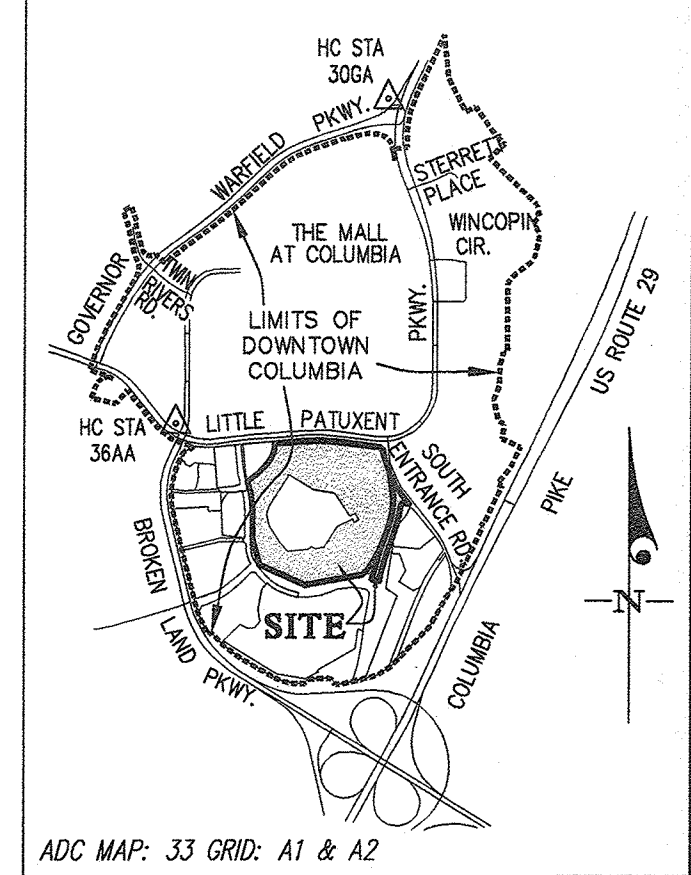 HC STA
30GA
WARFIELD PKWY.
STERRETT
PLACE
WINCOPIN
CIR.
THE MALL
AT COLUMBIA
GOVERNOR
TWIN
RIVERS
RD.
PKWY.
US ROUTE 29
LIMITS OF
DOWNTOWN
COLUMBIA
HC STA
36AA
LITTLE PATUXENT
SOUTH
ENTRANCE RD.
PIKE
BROKEN
LAND
PKWY.
SITE
COLUMBIA
N
ADC MAP: 33 GRID: A1 & A2